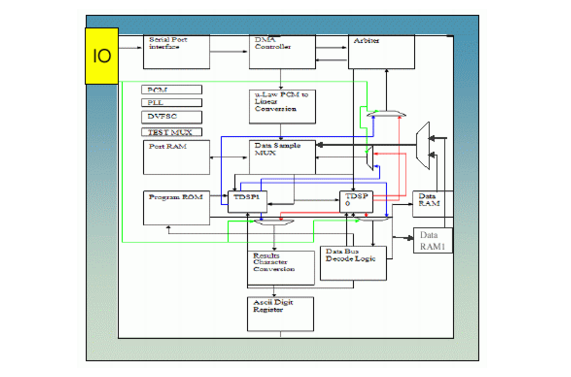 IO
Serial Port
interface
DMA
Controller
Arbiter
PCM
PLL
u-Law PCM to
Linear
Conversion
TEST MUX
Port RAM
Data Sample
MUX
Program ROM
TDSP1
TDSP
0
Data
RAM
Data
RAM1
Results
Character
Conversion
Data Bus
Decode Logic
Ascii Digit
Register